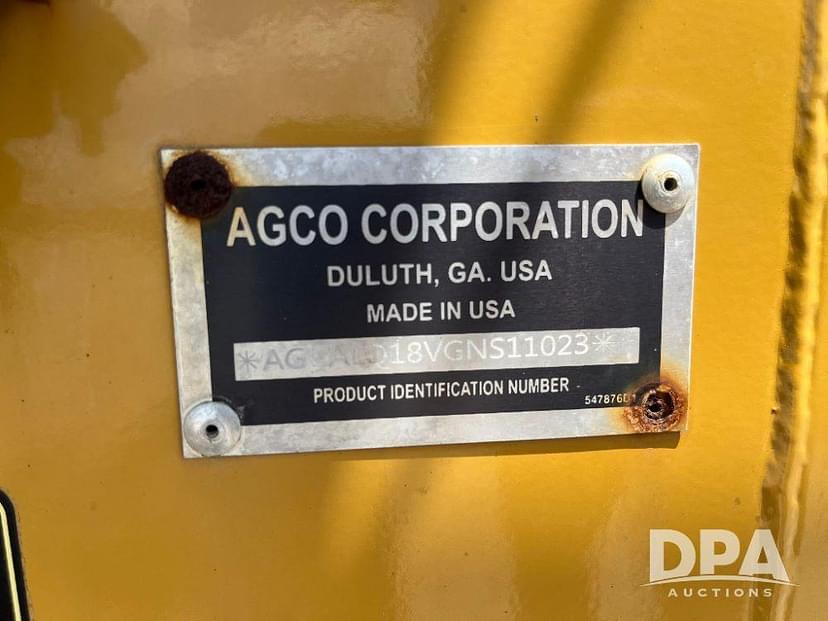 AGCO CORPORATION
DULUTH, GA. USA
MADE IN USA
PRODUCT IDENTIFICATION NUMBER
DPA
AUCTIONS